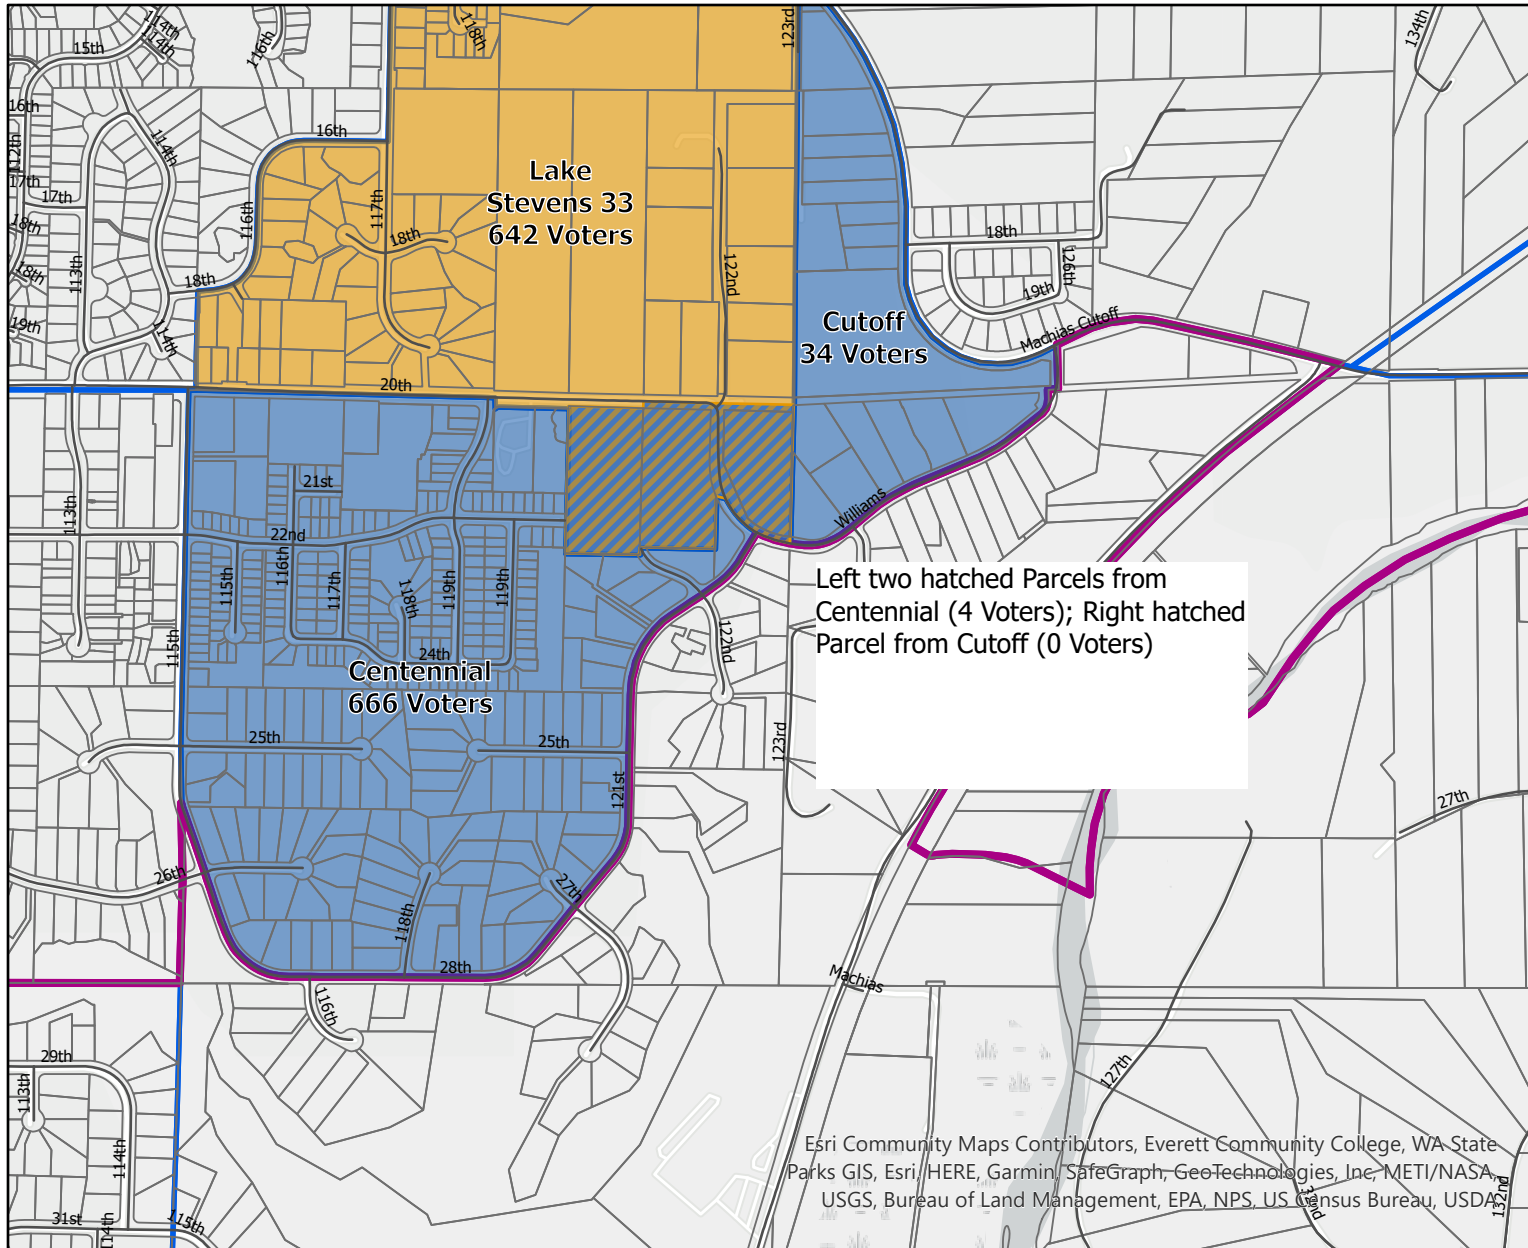 114th
114th
15th
116th
118th
123rd
134th
16th
112th
17th
17th
18th
18th
19th
113th
114th
16th
116th
117th
18th
18th
114th
Lake
Stevens 33
642 Voters
122nd
18th
126th
19th
Machias Cutoff
Cutoff
34 Voters
20th
21st
113th
22nd
Williams
115th
116th
117th
118th
119th
119th
24th
115th
122nd
Left two hatched Parcels from
Centennial (4 Voters); Right hatched
Parcel from Cutoff (0 Voters)
Centennial
666 Voters
25th
25th
123rd
121st
27th
26th
27th
118th
28th
Machias
116th
29th
113th
127th
114th
Esri Community Maps Contributors, Everett Community College, WA State
Parks GIS, Esri, HERE, Garmin, SafeGraph, GeoTechnologies, Inc, METI/NASA,
USGS, Bureau of Land Management, EPA, NPS, US Census Bureau, USDA
132nd
31st
114th
115th